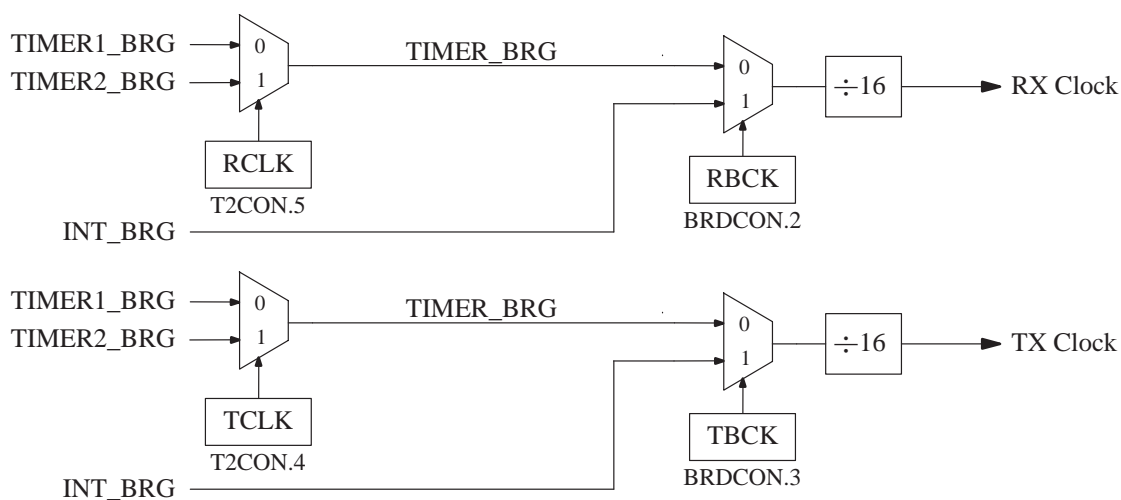 TIMER1_BRG
0
TIMER_BRG
TIMER2_BRG
1
0
÷16
RX Clock
1
RCLK
T2CON.5
RBCK
BRDCON.2
INT_BRG
TIMER1_BRG
0
TIMER_BRG
TIMER2_BRG
1
0
÷16
TX Clock
1
TCLK
T2CON.4
TBCK
BRDCON.3
INT_BRG